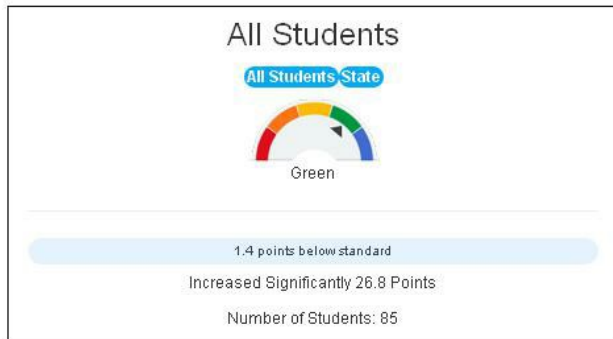 All Students
All Students State
Green
1.4 points below standard
Increased Significantly 26.8 Points
Number of Students: 85